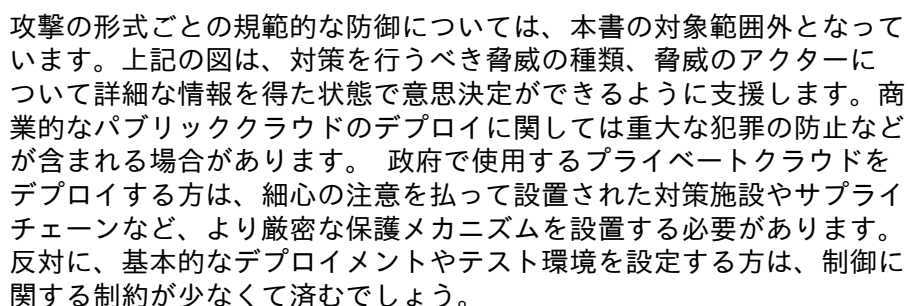 攻撃の形式ごとの規範的な防御については、本書の対象範囲外となって
います。上記の図は、対策を行うべき脅威の種類、脅威のアクターに
ついて詳細な情報を得た状態で意思決定ができるように支援します。商
業的なパブリッククラウドのデプロイに関しては重大な犯罪の防止など
が含まれる場合があります。 政府で使用するプライベートクラウドを
デプロイする方は、細心の注意を払って設置された対策施設やサプライ
チェーンなど、より厳密な保護メカニズムを設置する必要があります。
反対に、基本的なデプロイメントやテスト環境を設定する方は、制御に
関する制約が少なくて済むでしょう。